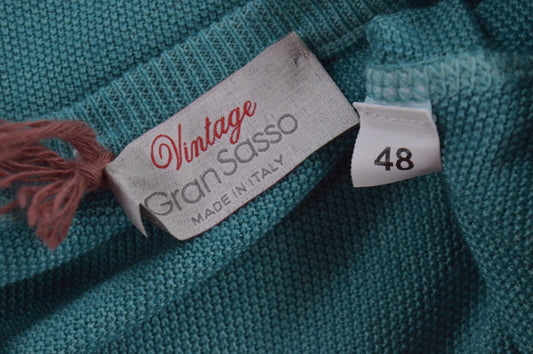 Vintage
Gran Sasso
MADE IN ITALY
48